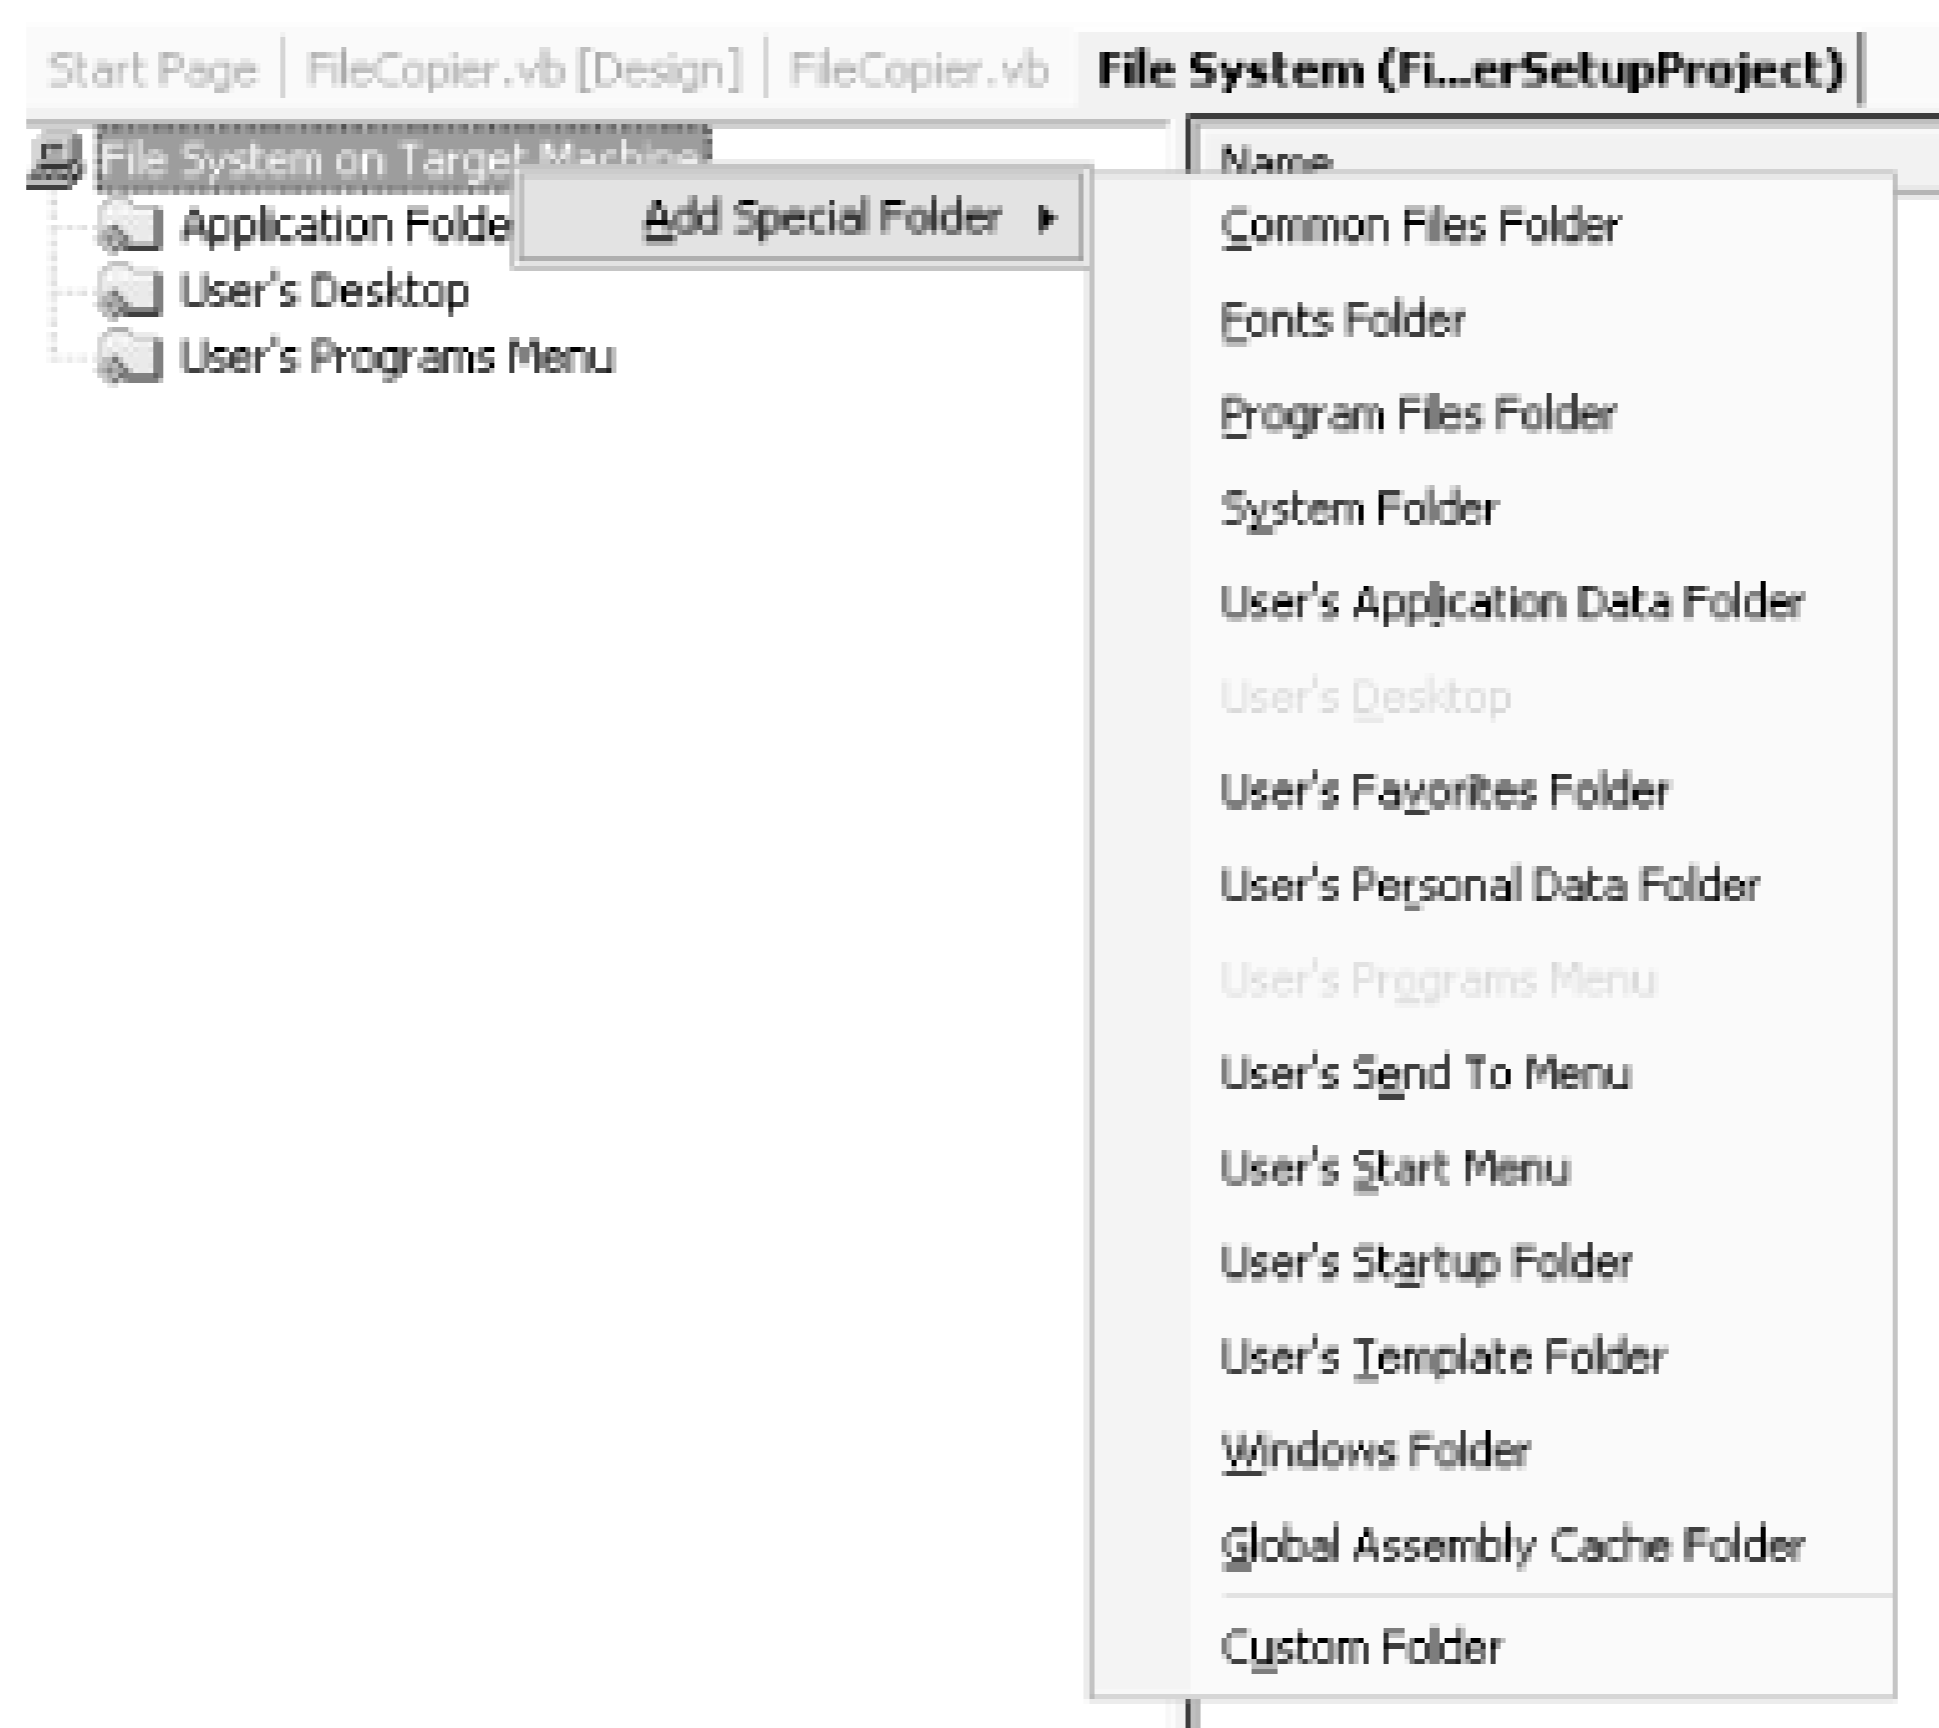 Start Page FileCopier.vb [Design] FileCopier.vb File System (Fi...erSetupProject)
File System on Target Machine Name
Application Folde Add Special Folder
User's Desktop
User's Programs Menu
Common Files Folder
Fonts Folder
Program Files Folder
System Folder
User's Application Data Folder
User's Desktop
User's Favorites Folder
User's Personal Data Folder
User's Programs Menu
User's Send To Menu
User's Start Menu
User's Startup Folder
User's Template Folder
Windows Folder
Global Assembly Cache Folder
Custom Folder